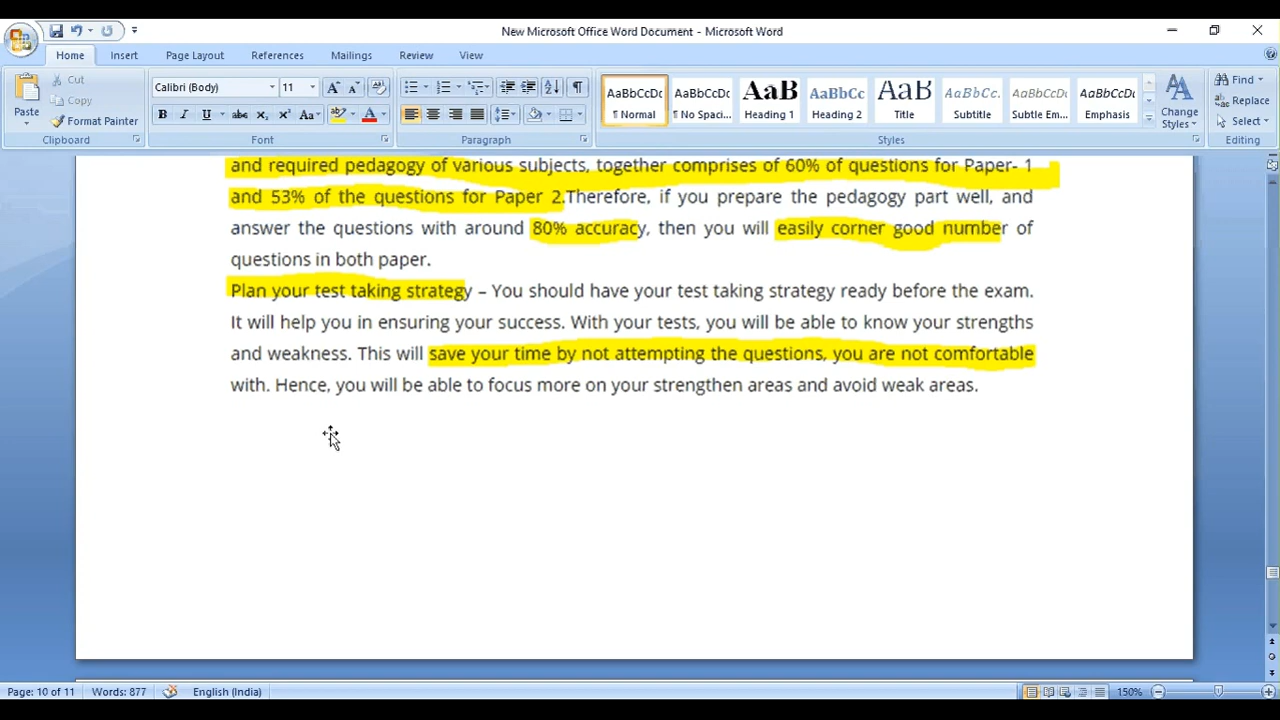 New Microsoft Office Word Document - Microsoft Word
Home Insert Page Layout References Mailings Review View
Cut
Copy
Format Painter
Paste
Clipboard
Calibri (Body) 11
Font
Paragraph
AaBbCcDc AaBbCcDc AaBbC AaBbCc AaBbC AaBbCc. AaBbCcDc AaBbCcDc
¶ Normal ¶ No Spaci... Heading 1 Heading 2 Title Subtitle Subtle Em... Emphasis
Change
Styles
Styles
Find
Replace
Select
Editing
and required pedagogy of various subjects, together comprises of 60% of questions for Paper- 1
and 53% of the questions for Paper 2.Therefore, if you prepare the pedagogy part well, and
answer the questions with around 80% accuracy, then you will easily corner good number of
questions in both paper.
Plan your test taking strategy – You should have your test taking strategy ready before the exam.
It will help you in ensuring your success. With your tests, you will be able to know your strengths
and weakness. This will save your time by not attempting the questions, you are not comfortable
with. Hence, you will be able to focus more on your strengthen areas and avoid weak areas.
Page: 10 of 11 Words: 877 English (India) 150%